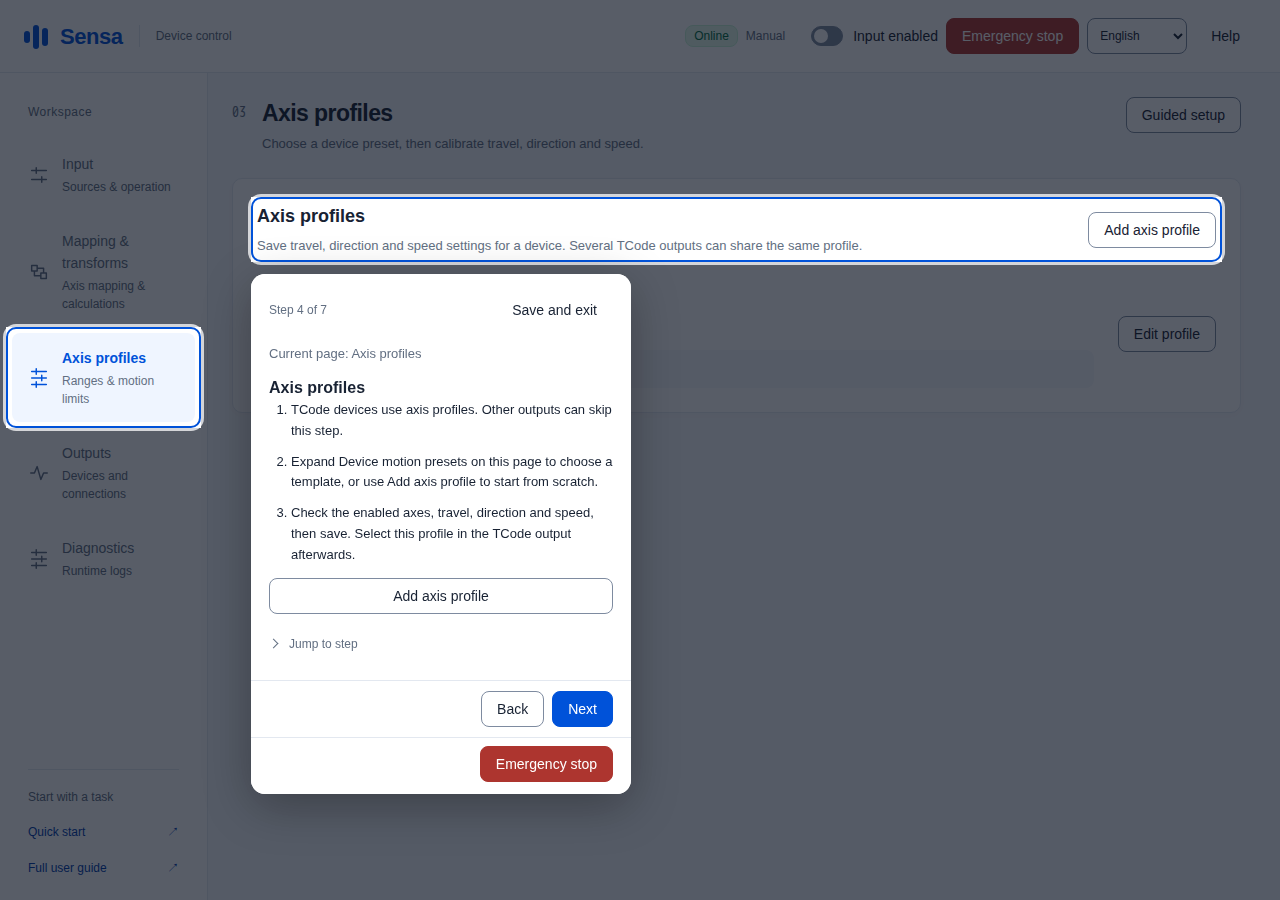 Sensa
Device control
Online
Manual
Input enabled
Emergency stop
English
Help
Workspace
Input
Sources & operation
Mapping &
transforms
Axis mapping &
calculations
Axis profiles
Ranges & motion
limits
Outputs
Devices and
connections
Diagnostics
Runtime logs
Start with a task
Quick start
Full user guide
03
Axis profiles
Choose a device preset, then calibrate travel, direction and speed.
Guided setup
Axis profiles
Save travel, direction and speed settings for a device. Several TCode outputs can share the same profile.
Add axis profile
Edit profile
Step 4 of 7
Save and exit
Current page: Axis profiles
Axis profiles
1. TCode devices use axis profiles. Other outputs can skip
this step.
2. Expand Device motion presets on this page to choose a
template, or use Add axis profile to start from scratch.
3. Check the enabled axes, travel, direction and speed,
then save. Select this profile in the TCode output
afterwards.
Add axis profile
Jump to step
Back
Next
Emergency stop